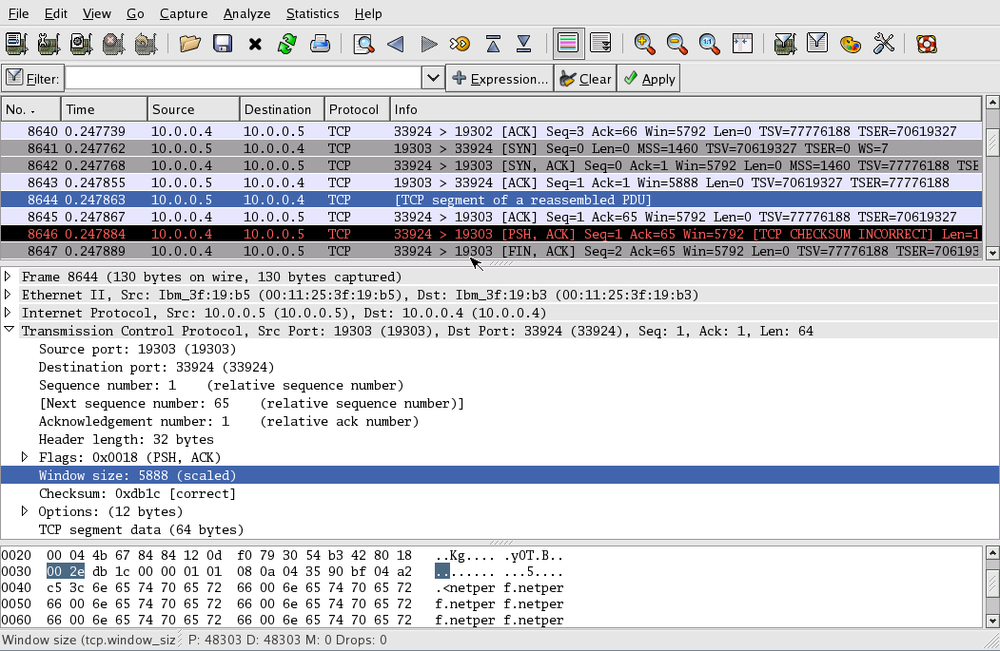 File Edit View Go Capture Analyze Statistics Help
Filter: Expression... Clear Apply
No. . Time Source Destination Protocol Info
8640 0.247739 10.0.0.4 10.0.0.5 TCP 33924 > 19302 [ACK] Seq=3 Ack=66 Win=5792 Len=0 TSV=77776188 TSER=70619327
8641 0.247762 10.0.0.5 10.0.0.4 TCP 19303 > 33924 [SYN] Seq=0 Len=0 MSS=1460 TSV=70619327 TSER=0 WS=7
8642 0.247768 10.0.0.4 10.0.0.5 TCP 33924 > 19303 [SYN, ACK] Seq=0 Ack=1 Win=5792 Len=0 MSS=1460 TSV=77776188 TSE
8643 0.247855 10.0.0.5 10.0.0.4 TCP 19303 > 33924 [ACK] Seq=1 Ack=1 Win=5888 Len=0 TSV=70619327 TSER=77776188
8644 0.247863 10.0.0.5 10.0.0.4 TCP [TCP segment of a reassembled PDU]
8645 0.247867 10.0.0.4 10.0.0.5 TCP 33924 > 19303 [ACK] Seq=1 Ack=65 Win=5792 Len=0 TSV=77776188 TSER=70619327
8646 0.247884 10.0.0.4 10.0.0.5 TCP 33924 > 19303 [PSH, ACK] Seq=1 Ack=65 Win=5792 [TCP CHECKSUM INCORRECT] Len=1
8647 0.247889 10.0.0.4 10.0.0.5 TCP 33924 > 19303 [FIN, ACK] Seq=2 Ack=65 Win=5792 Len=0 TSV=77776188 TSER=706193
Frame 8644 (130 bytes on wire, 130 bytes captured)
Ethernet II, Src: Ibm_3f:19:b5 (00:11:25:3f:19:b5), Dst: Ibm_3f:19:b3 (00:11:25:3f:19:b3)
Internet Protocol, Src: 10.0.0.5 (10.0.0.5), Dst: 10.0.0.4 (10.0.0.4)
Transmission Control Protocol, Src Port: 19303 (19303), Dst Port: 33924 (33924), Seq: 1, Ack: 1, Len: 64
Source port: 19303 (19303)
Destination port: 33924 (33924)
Sequence number: 1 (relative sequence number)
[Next sequence number: 65 (relative sequence number)]
Acknowledgement number: 1 (relative ack number)
Header length: 32 bytes
Flags: 0x0018 (PSH, ACK)
Window size: 5888 (scaled)
Checksum: 0xdb1c [correct]
Options: (12 bytes)
TCP segment data (64 bytes)
0020 00 04 4b 67 84 84 12 0d f0 79 30 54 b3 42 80 18 ..Kg.... .y0T.B..
0030 00 2e db 1c 00 00 01 01 08 0a 04 35 90 bf 04 a2 ........ ...5....
0040 c5 3c 6e 65 74 70 65 72 66 00 6e 65 74 70 65 72 .<netper f.netper
0050 66 00 6e 65 74 70 65 72 66 00 6e 65 74 70 65 72 f.netper f.netper
0060 66 00 6e 65 74 70 65 72 66 00 6e 65 74 70 65 72 f.netper f.netper
Window size (tcp.window_siz P: 48303 D: 48303 M: 0 Drops: 0